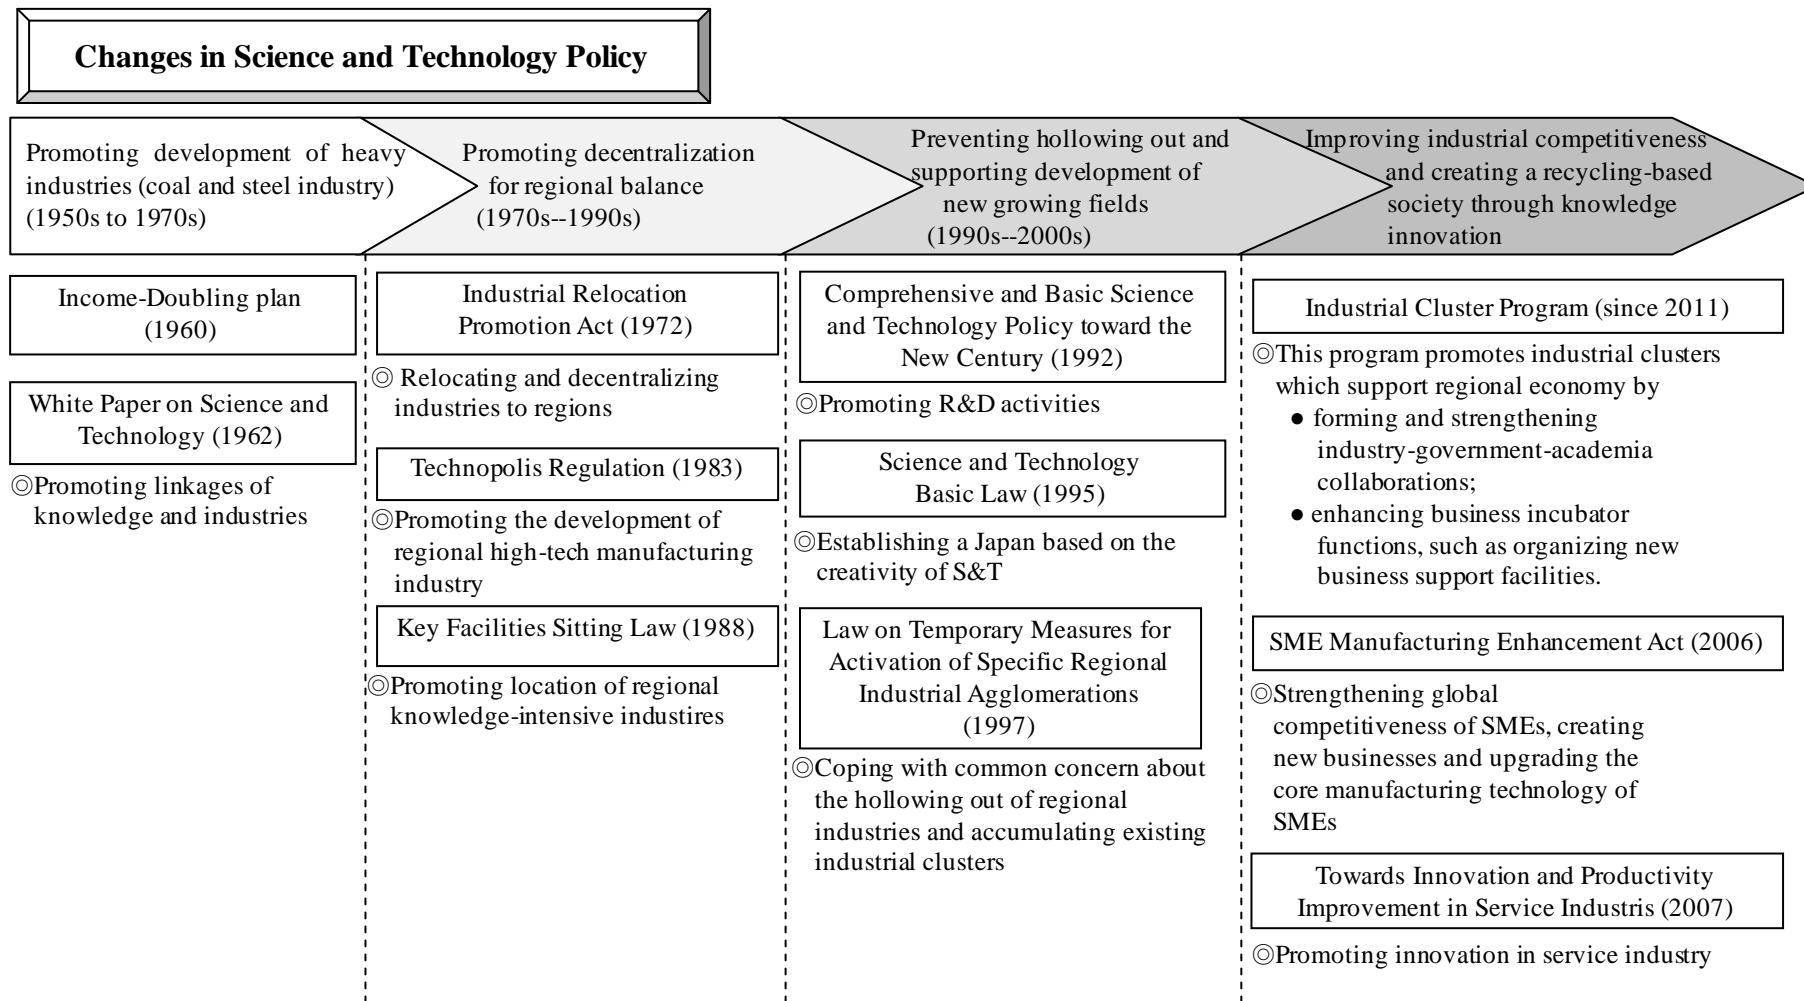 Changes in Science and Technology Policy
Promoting development of heavy
industries (coal and steel industry)
(1950s to 1970s)
Promoting decentralization
for regional balance
(1970s--1990s)
Preventing hollowing out and
supporting development of
new growing fields
(1990s--2000s)
Improving industrial competitiveness
and creating a recycling-based
society through knowledge
innovation
Income-Doubling plan
(1960)
White Paper on Science and
Technology (1962)
◎Promoting linkages of
knowledge and industries
Industrial Relocation
Promotion Act (1972)
◎ Relocating and decentralizing
industries to regions
Technopolis Regulation (1983)
◎Promoting the development of
regional high-tech manufacturing
industry
Key Facilities Sitting Law (1988)
◎Promoting location of regional
knowledge-intensive industires
Comprehensive and Basic Science
and Technology Policy toward the
New Century (1992)
◎Promoting R&D activities
Science and Technology
Basic Law (1995)
◎Establishing a Japan based on the
creativity of S&T
Law on Temporary Measures for
Activation of Specific Regional
Industrial Agglomerations
(1997)
◎Coping with common concern about
the hollowing out of regional
industries and accumulating existing
industrial clusters
Industrial Cluster Program (since 2011)
◎This program promotes industrial clusters
which support regional economy by
● forming and strengthening
industry-government-academia
collaborations;
● enhancing business incubator
functions, such as organizing new
business support facilities.
SME Manufacturing Enhancement Act (2006)
◎Strengthening global
competitiveness of SMEs, creating
new businesses and upgrading the
core manufacturing technology of
SMEs
Towards Innovation and Productivity
Improvement in Service Industris (2007)
◎Promoting innovation in service industry